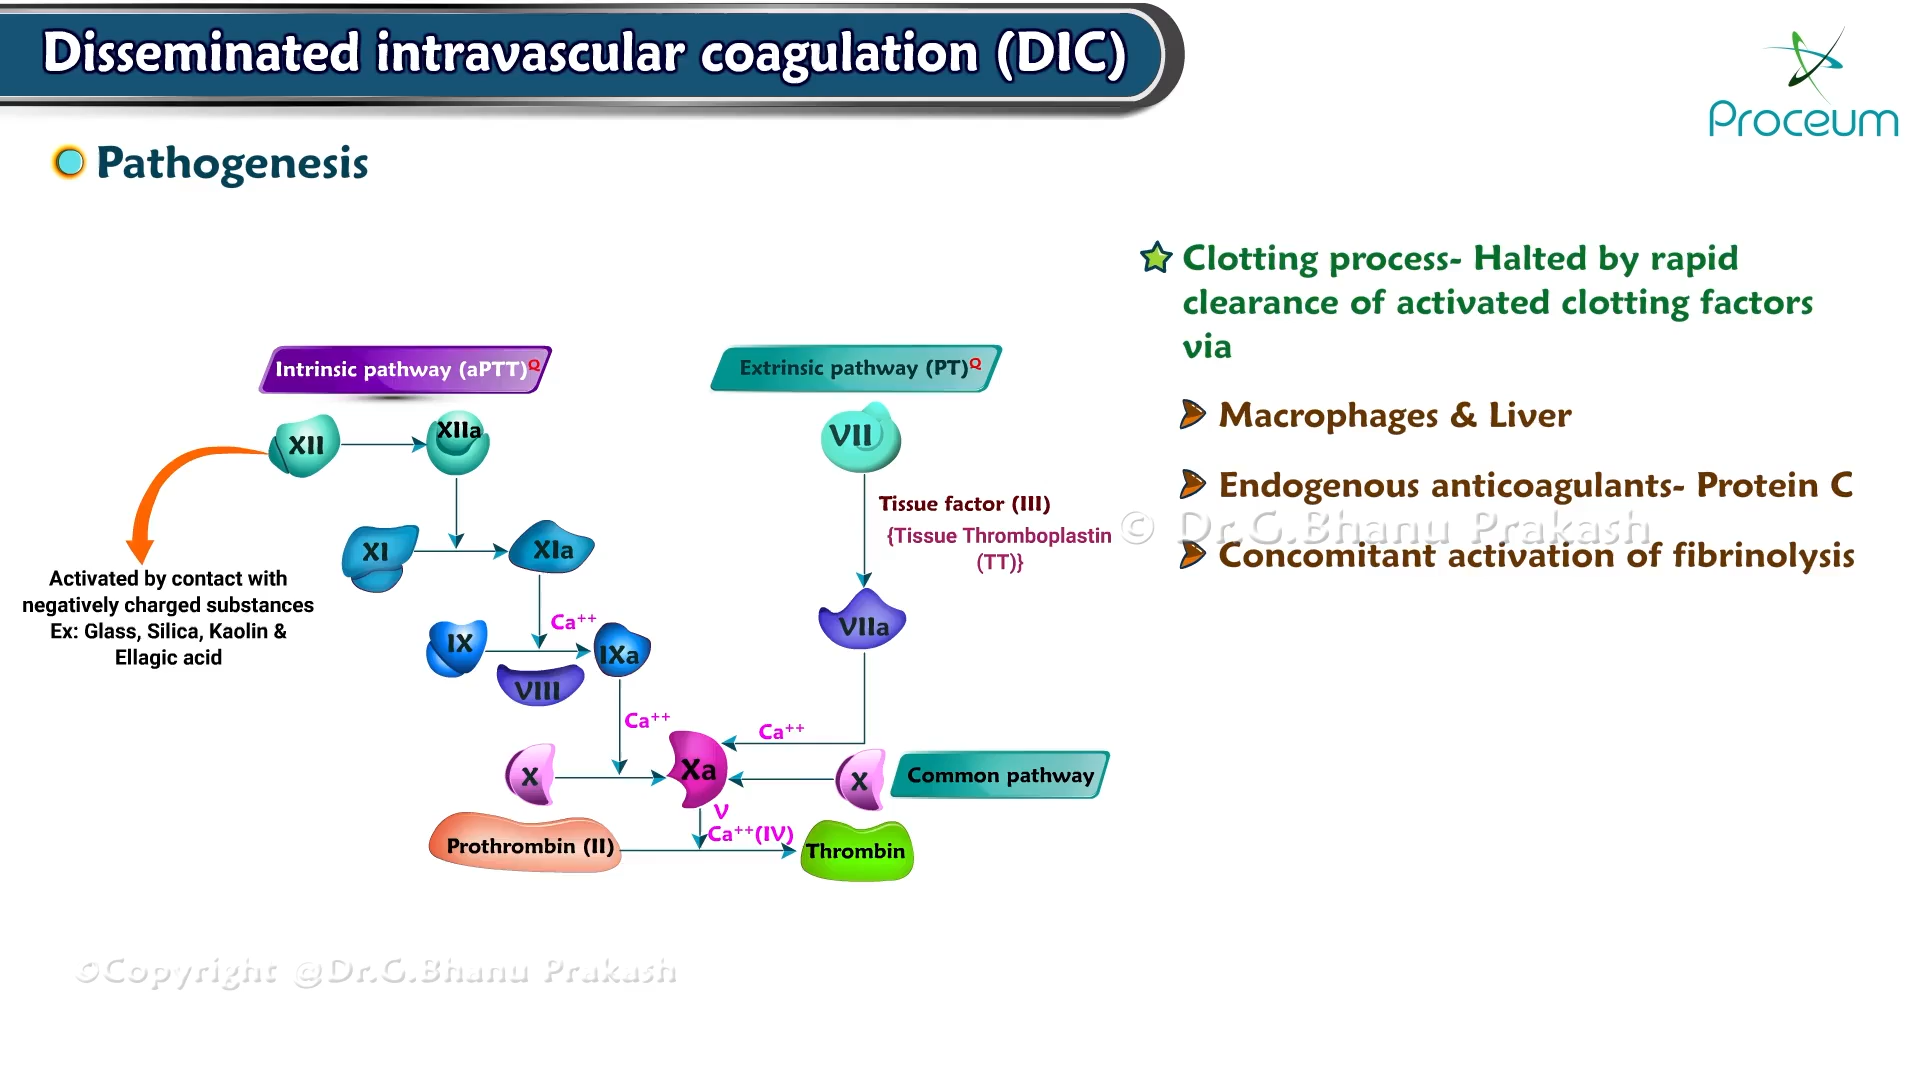 Disseminated intravascular coagulation (DIC)
Proceum
Pathogenesis
Clotting process- Halted by rapid
clearance of activated clotting factors
via
Macrophages & Liver
Endogenous anticoagulants- Protein C
Concomitant activation of fibrinolysis
Intrinsic pathway (aPTT)Q
Extrinsic pathway (PT)Q
XII
XIIa
VII
Tissue factor (III)
{Tissue Thromboplastin
(TT)}
© Dr.G.Bhanu Prakash
XI
XIa
Activated by contact with
negatively charged substances
Ex: Glass, Silica, Kaolin &
Ellagic acid
Ca++
VIIa
IX
IXa
VIII
Ca++
Ca++
X
Xa
X
Common pathway
V
Ca++(IV)
Prothrombin (II)
Thrombin
©Copyright @Dr.G.Bhanu Prakash